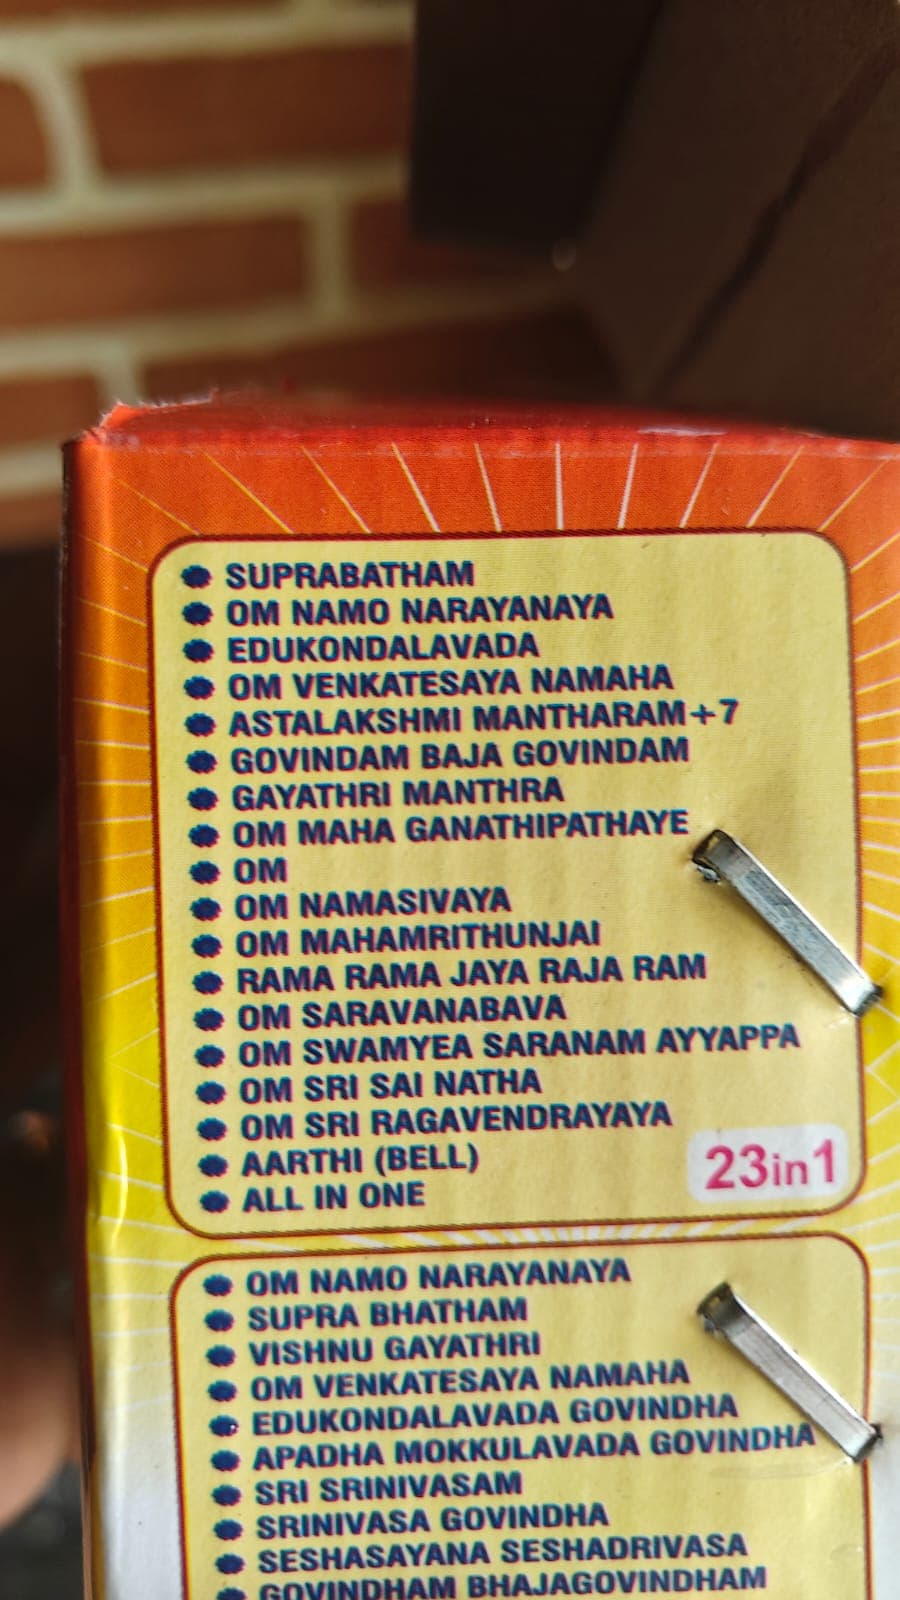 SUPRABATHAM
OM NAMO NARAYANAYA
EDUKONDALAVADA
OM VENKATESAYA NAMAHA
ASTALAKSHMI MANTHARAM+7
GOVINDAM BAJA GOVINDAM
GAYATHRI MANTHRA
OM MAHA GANATHIPATHAYE
OM
OM NAMASIVAYA
OM MAHAMRITHUNJAI
RAMA RAMA JAYA RAJA RAM
OM SARAVANABAVA
OM SWAMYEA SARANAM AYYAPPA
OM SRI SAI NATHA
OM SRI RAGAVENDRAYAYA
AARTHI (BELL)
ALL IN ONE
23in1
OM NAMO NARAYANAYA
SUPRA BHATHAM
VISHNU GAYATHRI
OM VENKATESAYA NAMAHA
EDUKONDALAVADA GOVINDHA
APADHA MOKKULAVADA GOVINDHA
SRI SRINIVASAM
SRINIVASA GOVINDHA
SESHASAYANA SESHADRIVASA
GOVINDHAM BHAJAGOVINDHAM